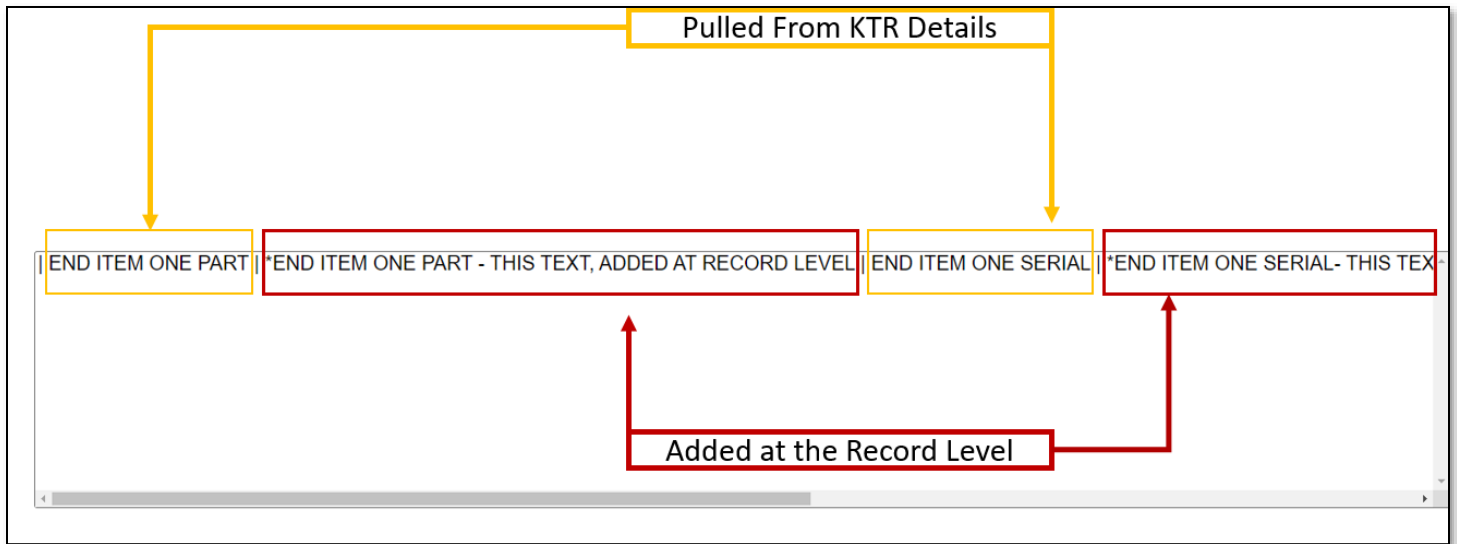 Pulled From KTR Details
| END ITEM ONE PART | *END ITEM ONE PART - THIS TEXT, ADDED AT RECORD LEVEL | END ITEM ONE SERIAL | *END ITEM ONE SERIAL- THIS TEX
Added at the Record Level